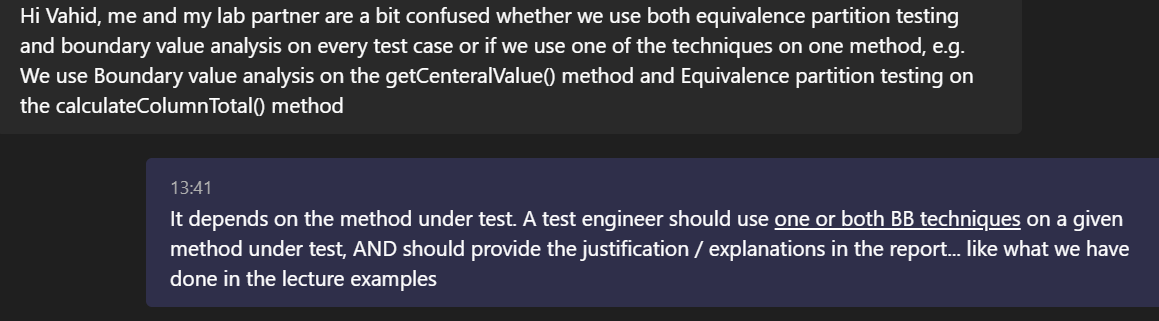 Hi Vahid, me and my lab partner are a bit confused whether we use both equivalence partition testing
and boundary value analysis on every test case or if we use one of the techniques on one method, e.g.
We use Boundary value analysis on the getCenteralValue() method and Equivalence partition testing on
the calculateColumnTotal() method
13:41
It depends on the method under test. A test engineer should use one or both BB techniques on a given
method under test, AND should provide the justification / explanations in the report... like what we have
done in the lecture examples